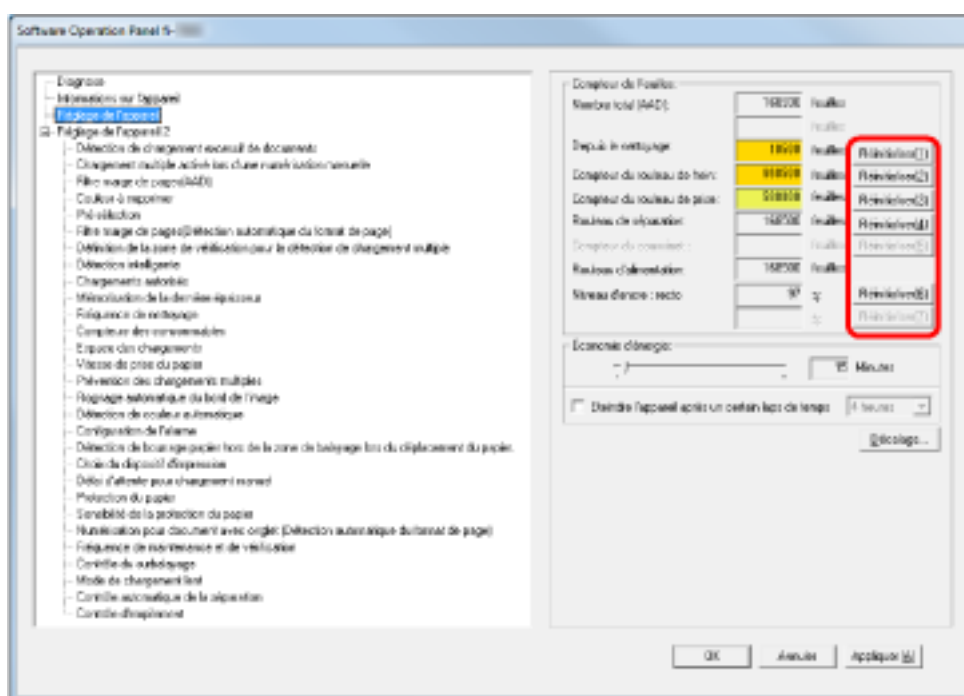 Software Operation Panel fi-
Diagnose
Informations sur l'appareil
Réglage de l'appareil
Réglage de l'appareil 2
Détection de chargement excessif de documents
Chargement multiple activé lors d'une numérisation manuelle
Filtre image de pages(AAD)
Couleur à supprimer
Pré-sélection
Filtre image de pages(Détection automatique du format de page)
Définition de la zone de vérification pour la détection de chargement multiple
Détection intelligente
Chargements autorisés
Mémorisation de la dernière épaisseur
Fréquence de nettoyage
Compteurs des consommables
Espace des chargements
Vitesse de prise du papier
Prévention des chargements multiples
Rognage automatique du bord de l'image
Détection de couleur automatique
Configuration de l'alarme
Détection de bourrage papier hors de la zone de balayage lors du déplacement du papier.
Choix du dispositif d'impression
Délai d'attente pour chargement manuel
Protection du papier
Sensibilité de la protection du papier
Numérisation pour document avec onglet (Détection automatique du format de page)
Fréquence de maintenance et de vérification
Contrôle du
Mode de chargement lent
Contrôle automatique de la séparation
Contrôle d'empilement
Compteur de Feuilles:
Nombre total (AAD): feuilles
feuilles
Depuis le nettoyage: feuilles Réinitialiser(1)
Compteur du rouleau de frein: feuilles Réinitialiser(2)
Compteur du rouleau de prise: feuilles Réinitialiser(3)
Rouleau de séparation: feuilles Réinitialiser(4)
Compteur du feuilles Réinitialiser(5)
Rouleau d'alimentation: feuilles
Niveau d'encre : recto 97 % Réinitialiser(6)
% Réinitialiser(7)
Économie d'énergie:
15 Minutes
Eteindre l'appareil après un certain laps de temps 4 heures
Bricolage...
OK Annuler Appliquer (A)